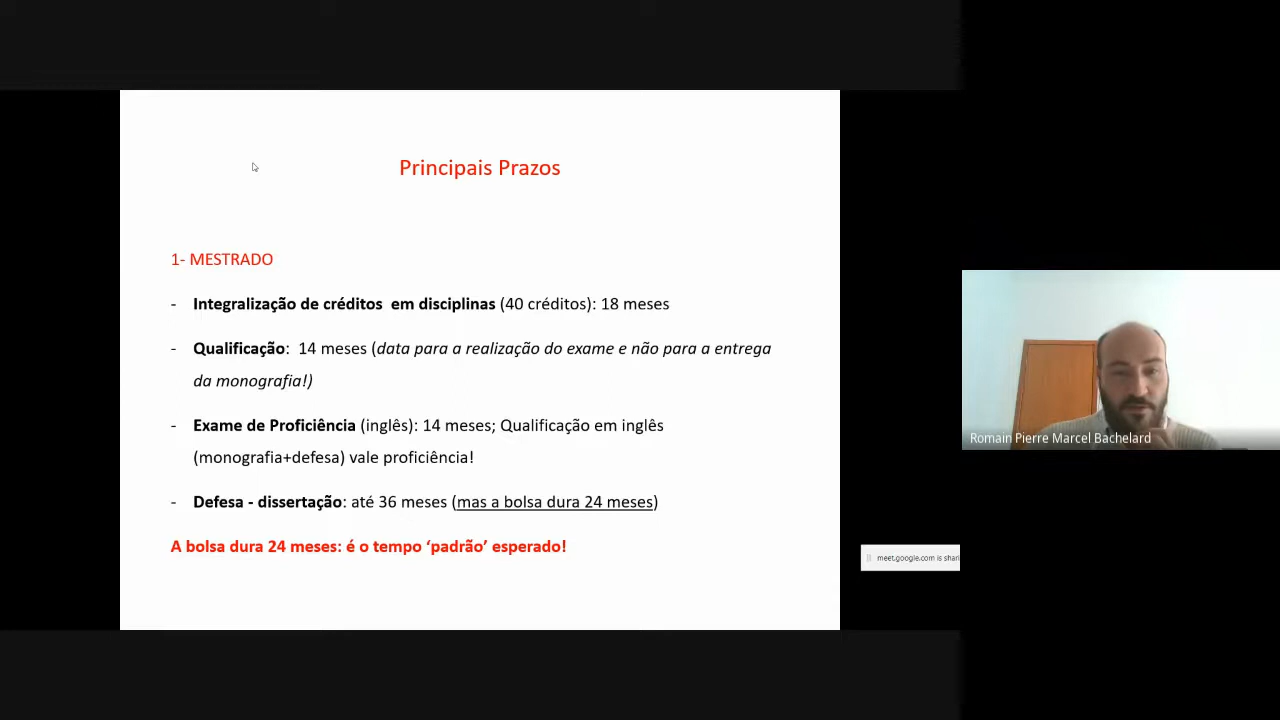 Principais Prazos
1- MESTRADO
- Integralização de créditos em disciplinas (40 créditos): 18 meses
- Qualificação: 14 meses (data para a realização do exame e não para a entrega
da monografia!)
- Exame de Proficiência (inglês): 14 meses; Qualificação em inglês
(monografia+defesa) vale proficiência!
- Defesa - dissertação: até 36 meses (mas a bolsa dura 24 meses)
A bolsa dura 24 meses: é o tempo ‘padrão’ esperado!
Romain Pierre Marcel Bachelard
meet.google.com is shari